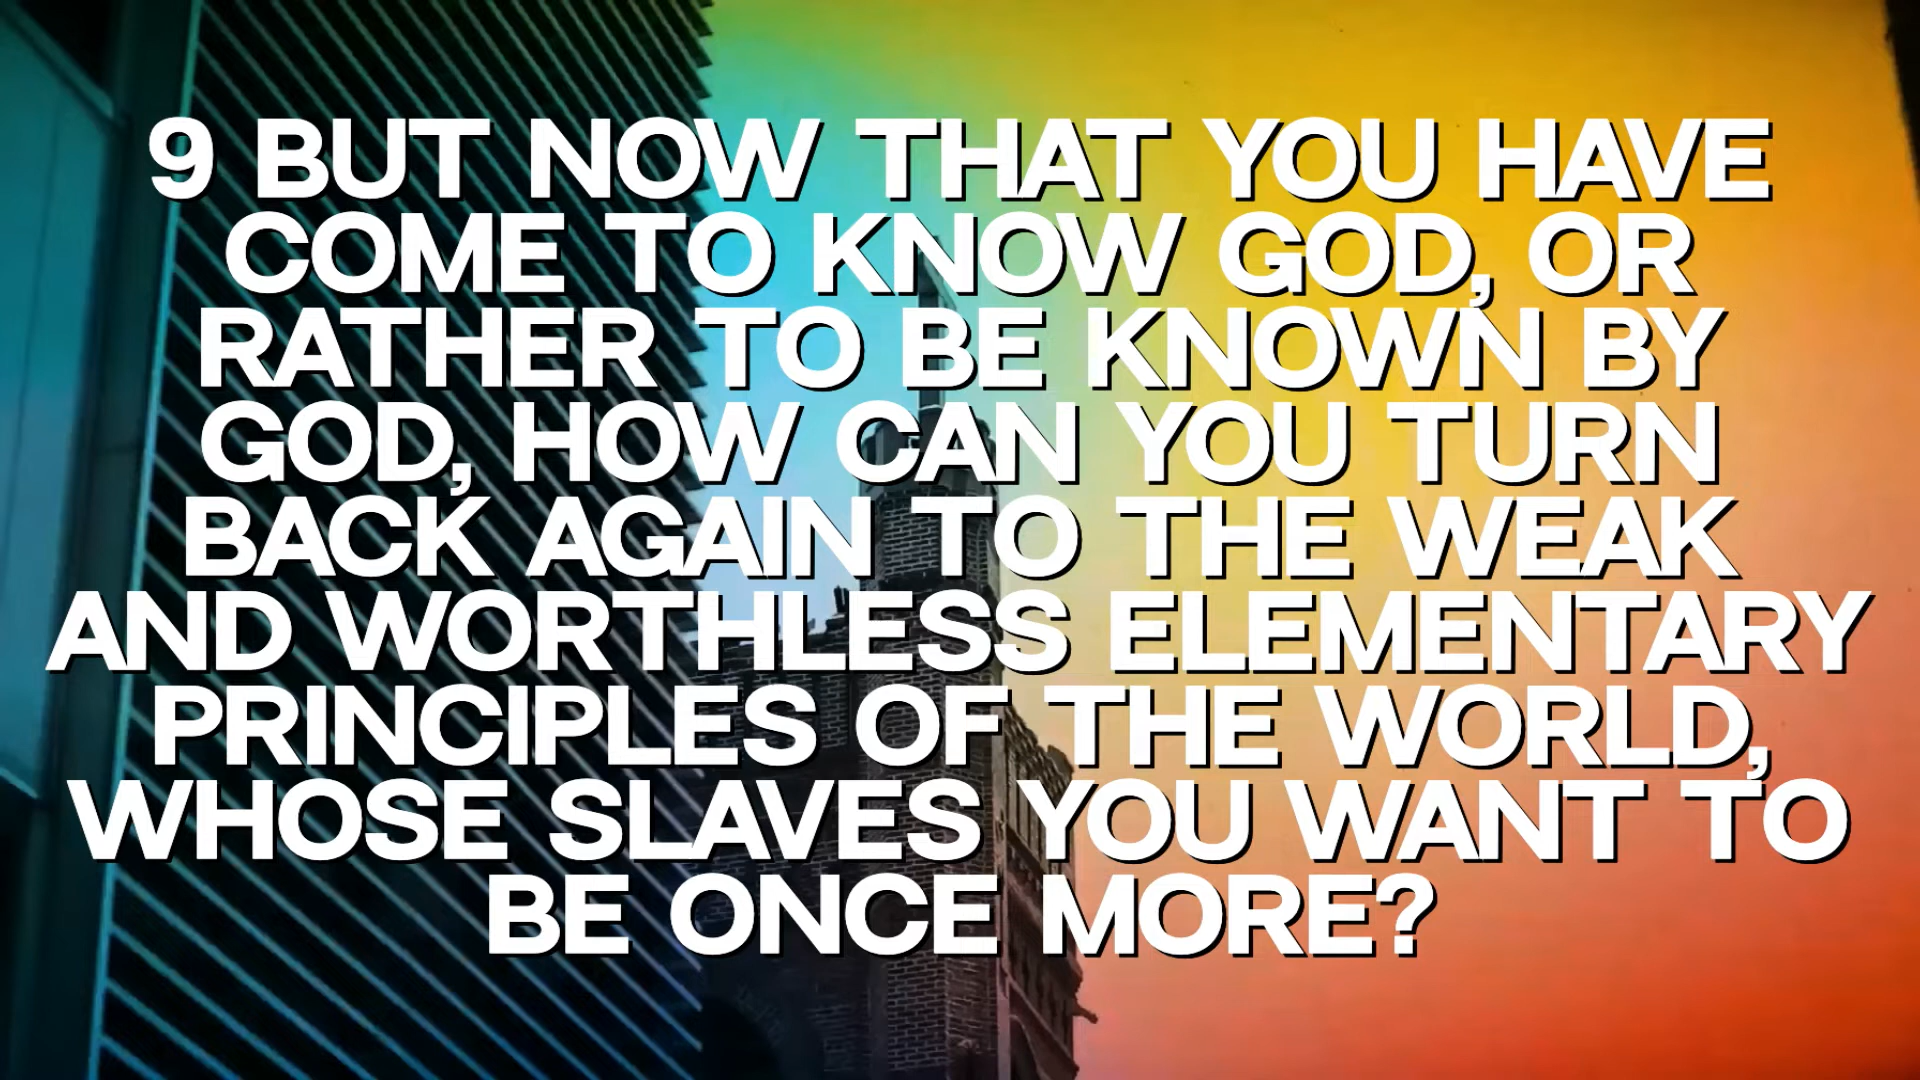 9 BUT NOW THAT YOU HAVE
COME TO KNOW GOD, OR
RATHER TO BE KNOWN BY
GOD, HOW CAN YOU TURN
BACK AGAIN TO THE WEAK
AND WORTHLESS ELEMENTARY
PRINCIPLES OF THE WORLD,
WHOSE SLAVES YOU WANT TO
BE ONCE MORE?